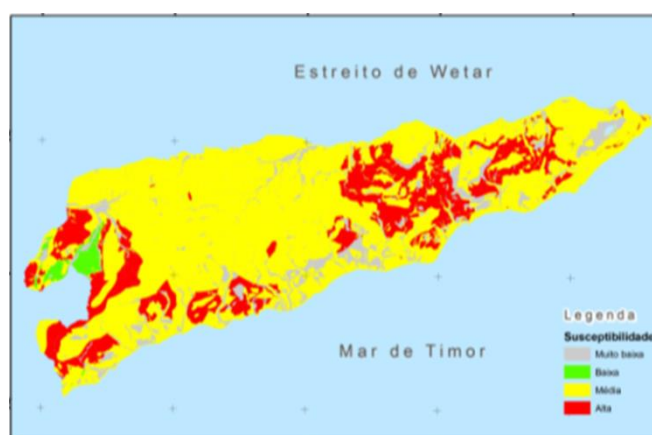 Estreito de Wetar
Mar de Timor
Legenda
Susceptibilidade
Muito baixa
Baixa
Média
Alta